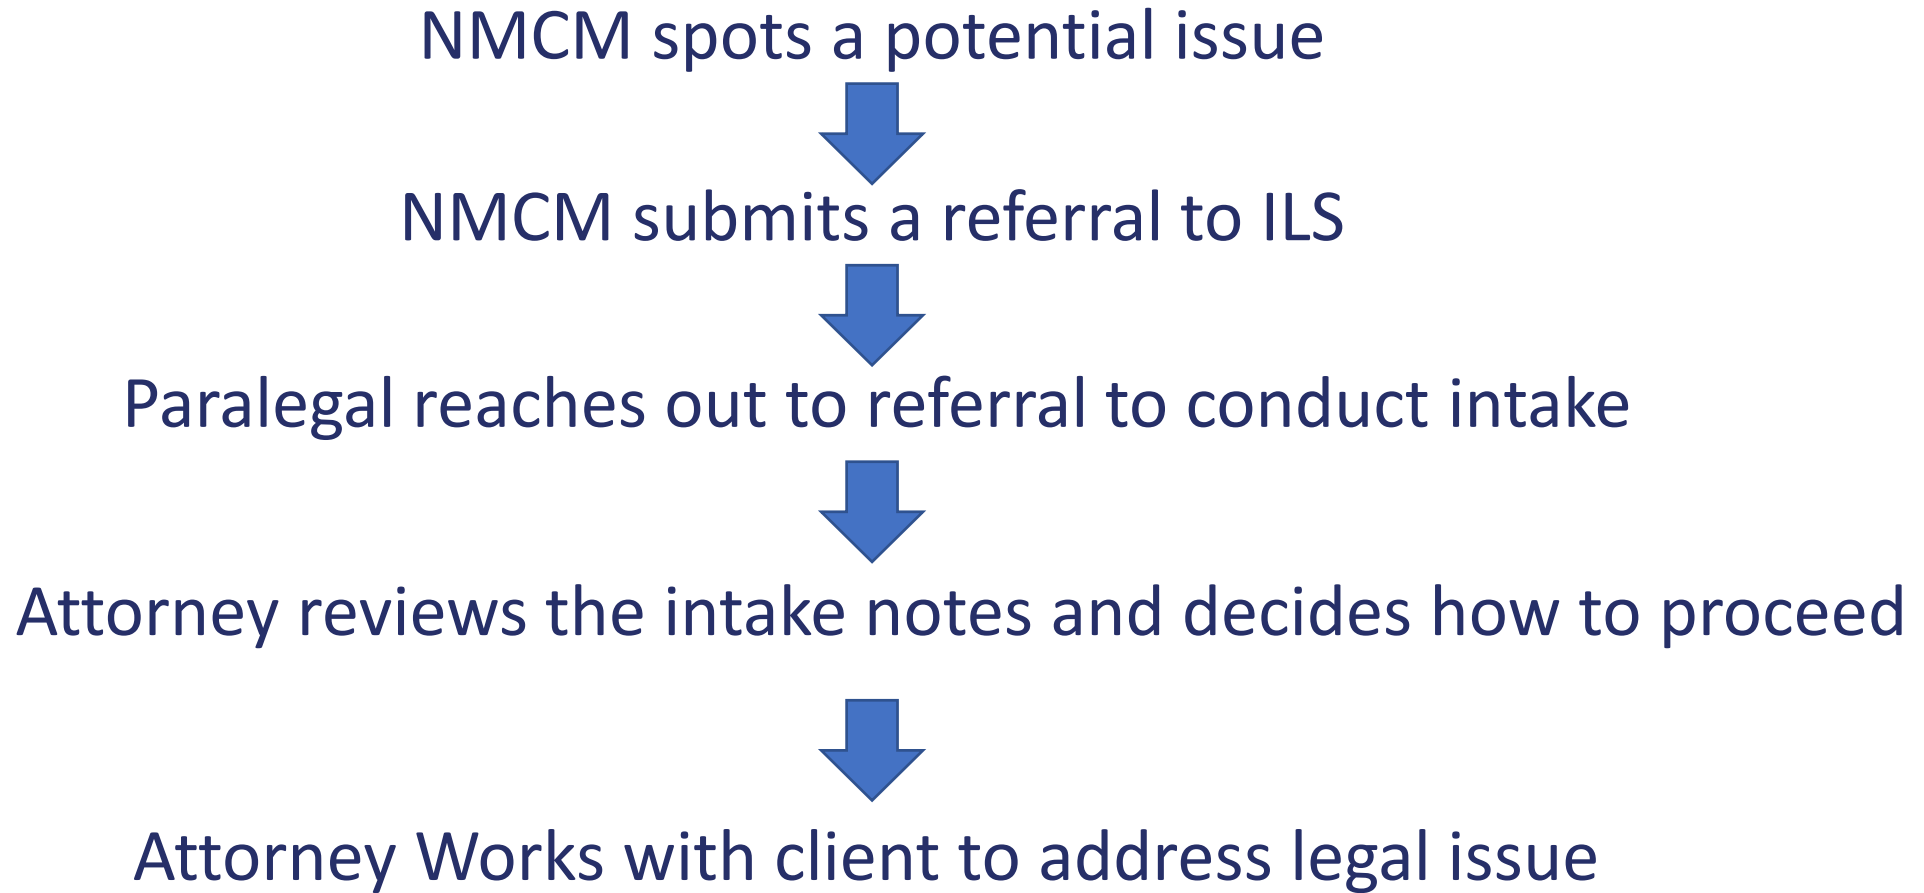 NMCM spots a potential issue
NMCM submits a referral to ILS
Paralegal reaches out to referral to conduct intake
Attorney reviews the intake notes and decides how to proceed
Attorney Works with client to address legal issue